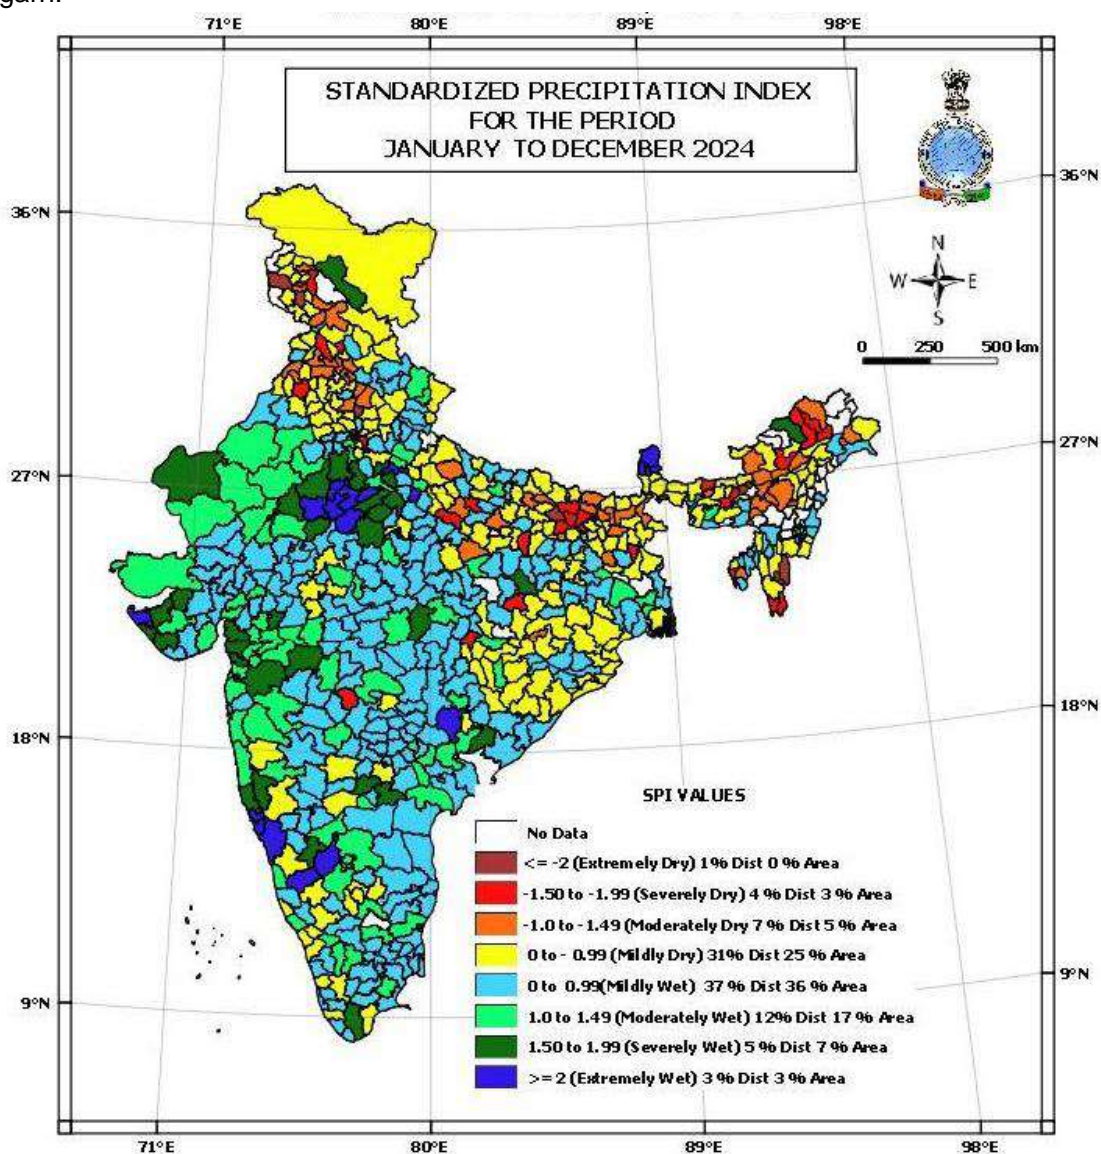 gam.
71°E 80°E 89°E 98°E
STANDARDIZED PRECIPITATION INDEX
FOR THE PERIOD
JANUARY TO DECEMBER 2024
36°N
36°N
N
W E
S
0 250 500 km
27°N
27°N
18°N
18°N
SPI VALUES
No Data
<= -2 (Extremely Dry) 1% Dist 0 % Area
-1.50 to -1.99 (Severely Dry) 4 % Dist 3 % Area
-1.0 to -1.49 (Moderately Dry 7 % Dist 5 % Area
0 to - 0.99 (Mildly Dry) 31% Dist 25 % Area
0 to 0.99(Mildly Wet) 37 % Dist 36 % Area
1.0 to 1.49 (Moderately Wet) 12% Dist 17 % Area
1.50 to 1.99 (Severely Wet) 5 % Dist 7 % Area
>= 2 (Extremely Wet) 3 % Dist 3 % Area
9°N
9°N
71°E 80°E 89°E 98°E